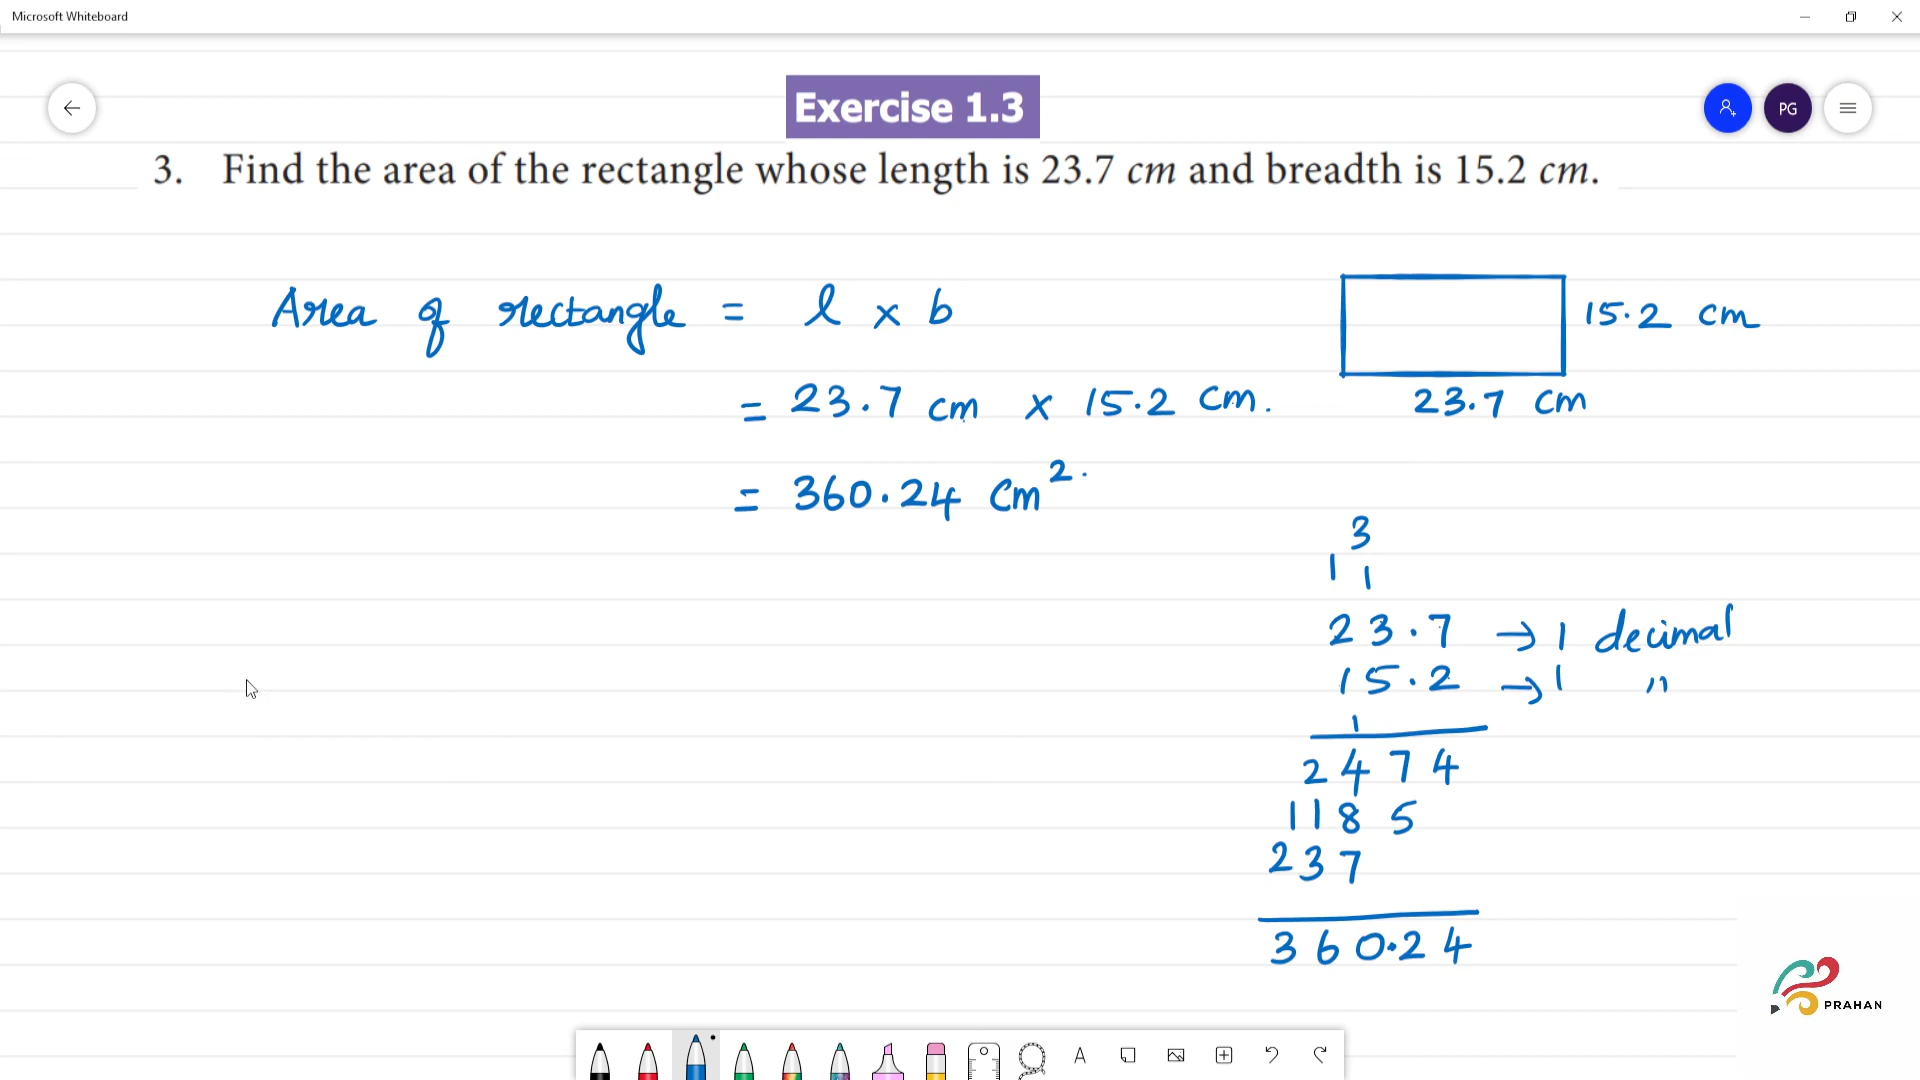 Microsoft Whiteboard
Exercise 1.3
PG
3. Find the area of the rectangle whose length is 23.7 cm and breadth is 15.2 cm.
Area of rectangle = l x b
15.2 cm
= 23.7 cm x 15.2 cm.
23.7 cm
= 360.24 cm².
3
1 1
23.7 → 1 decimal
15.2 → 1 "
1
2474
1185
237
360.24
PRAHAN
A